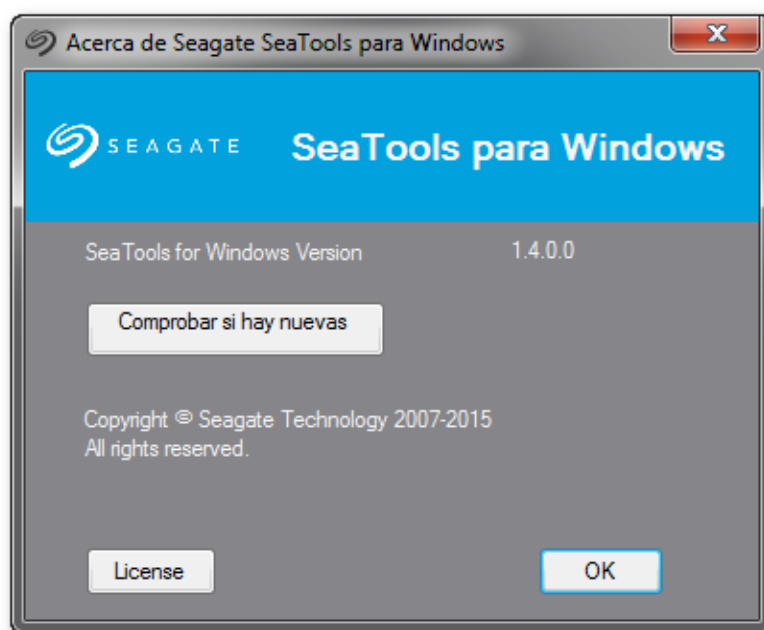 Acerca de Seagate SeaTools para Windows
SEAGATE
SeaTools para Windows
SeaTools for Windows Version 1.4.0.0
Comprobar si hay nuevas
Copyright © Seagate Technology 2007-2015
All rights reserved.
License
OK